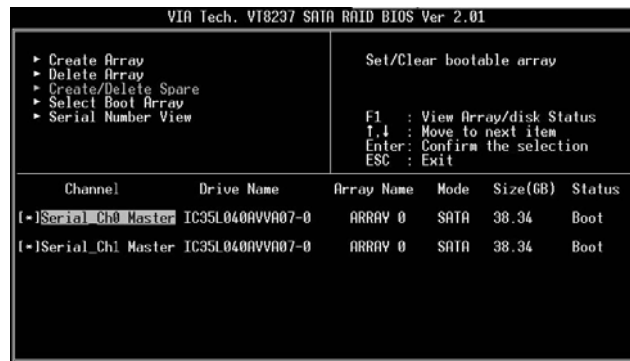 VIA Tech. VT8237 SATA RAID BIOS Ver 2.01
► Create Array
► Delete Array
► Create/Delete Spare
► Select Boot Array
► Serial Number View
Set/Clear bootable array
F1 : View Array/disk Status
↑,↓ : Move to next item
Enter: Confirm the selection
ESC : Exit
Channel Drive Name Array Name Mode Size(GB) Status
[*]Serial_Ch0 Master IC35L040AVVA07-0 ARRAY 0 SATA 38.34 Boot
[*]Serial_Ch1 Master IC35L040AVVA07-0 ARRAY 0 SATA 38.34 Boot